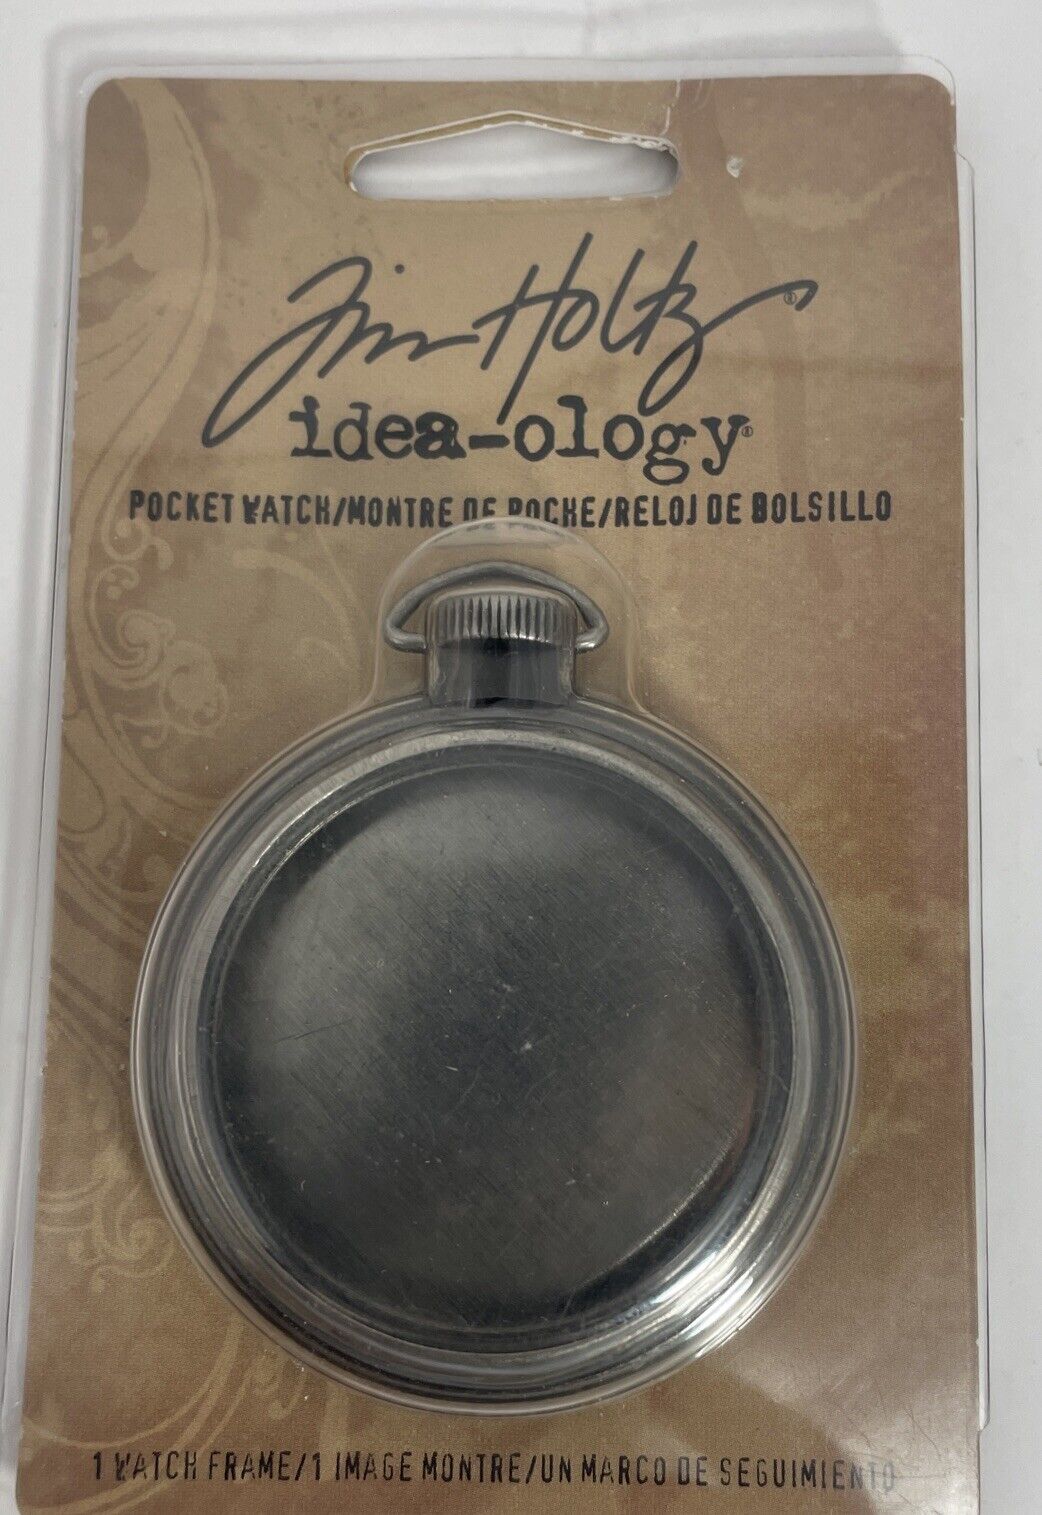 Tim Holtz®
idea-ology®
POCKET WATCH/MONTRE DE POCHE/RELOJ DE BOLSILLO
1 WATCH FRAME/1 IMAGE MONTRE/UN MARCO DE SEGUIMIENTO